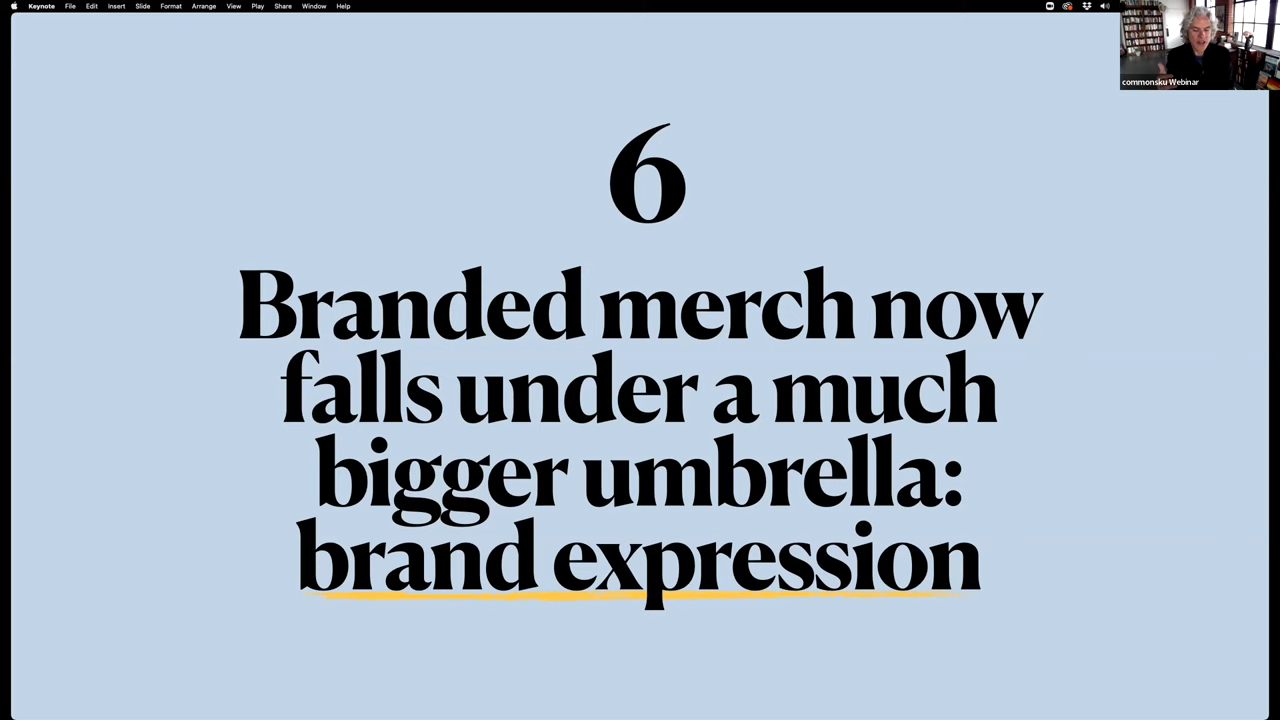 Keynote File Edit Insert Slide Format Arrange View Play Share Window Help
commonsku Webinar
6
Branded merch now
falls under a much
bigger umbrella:
brand expression